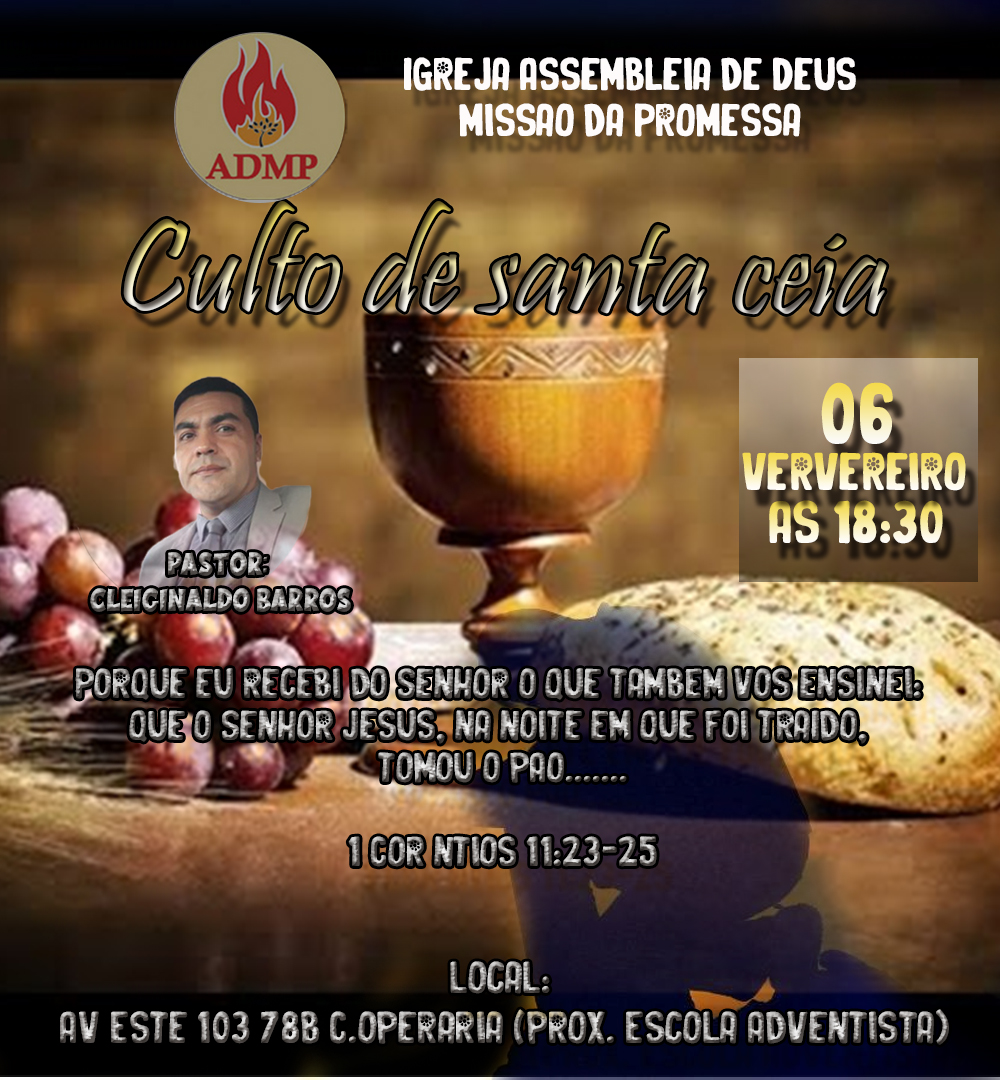 ADMP
IGREJA ASSEMBLEIA DE DEUS
MISSAO DA PROMESSA
Culto de santa ceia
06
VERVEREIRO
AS 18:30
PASTOR:
CLEIGINALDO BARROS
PORQUE EU RECEBI DO SENHOR O QUE TAMBEM VOS ENSINEI:
QUE O SENHOR JESUS, NA NOITE EM QUE FOI TRAIDO,
TOMOU O PAO.......
1 COR NTIOS 11:23-25
LOCAL:
AV ESTE 103 78B C.OPERARIA (PROX. ESCOLA ADVENTISTA)